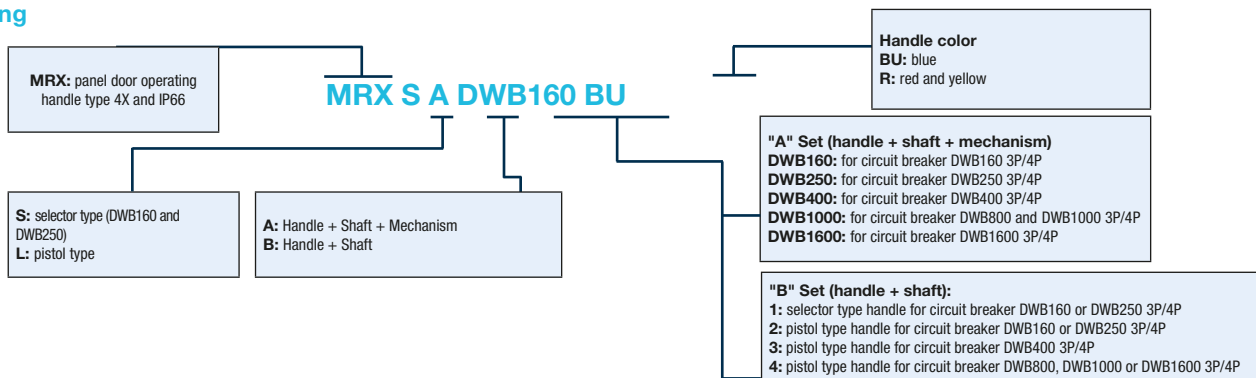 ng
MRX: panel door operating
handle type 4X and IP66
MRX S A DWB160 BU
Handle color
BU: blue
R: red and yellow
"A" Set (handle + shaft + mechanism)
DWB160: for circuit breaker DWB160 3P/4P
DWB250: for circuit breaker DWB250 3P/4P
DWB400: for circuit breaker DWB400 3P/4P
DWB1000: for circuit breaker DWB800 and DWB1000 3P/4P
DWB1600: for circuit breaker DWB1600 3P/4P
S: selector type (DWB160 and
DWB250)
L: pistol type
A: Handle + Shaft + Mechanism
B: Handle + Shaft
"B" Set (handle + shaft):
1: selector type handle for circuit breaker DWB160 or DWB250 3P/4P
2: pistol type handle for circuit breaker DWB160 or DWB250 3P/4P
3: pistol type handle for circuit breaker DWB400 3P/4P
4: pistol type handle for circuit breaker DWB800, DWB1000 or DWB1600 3P/4P